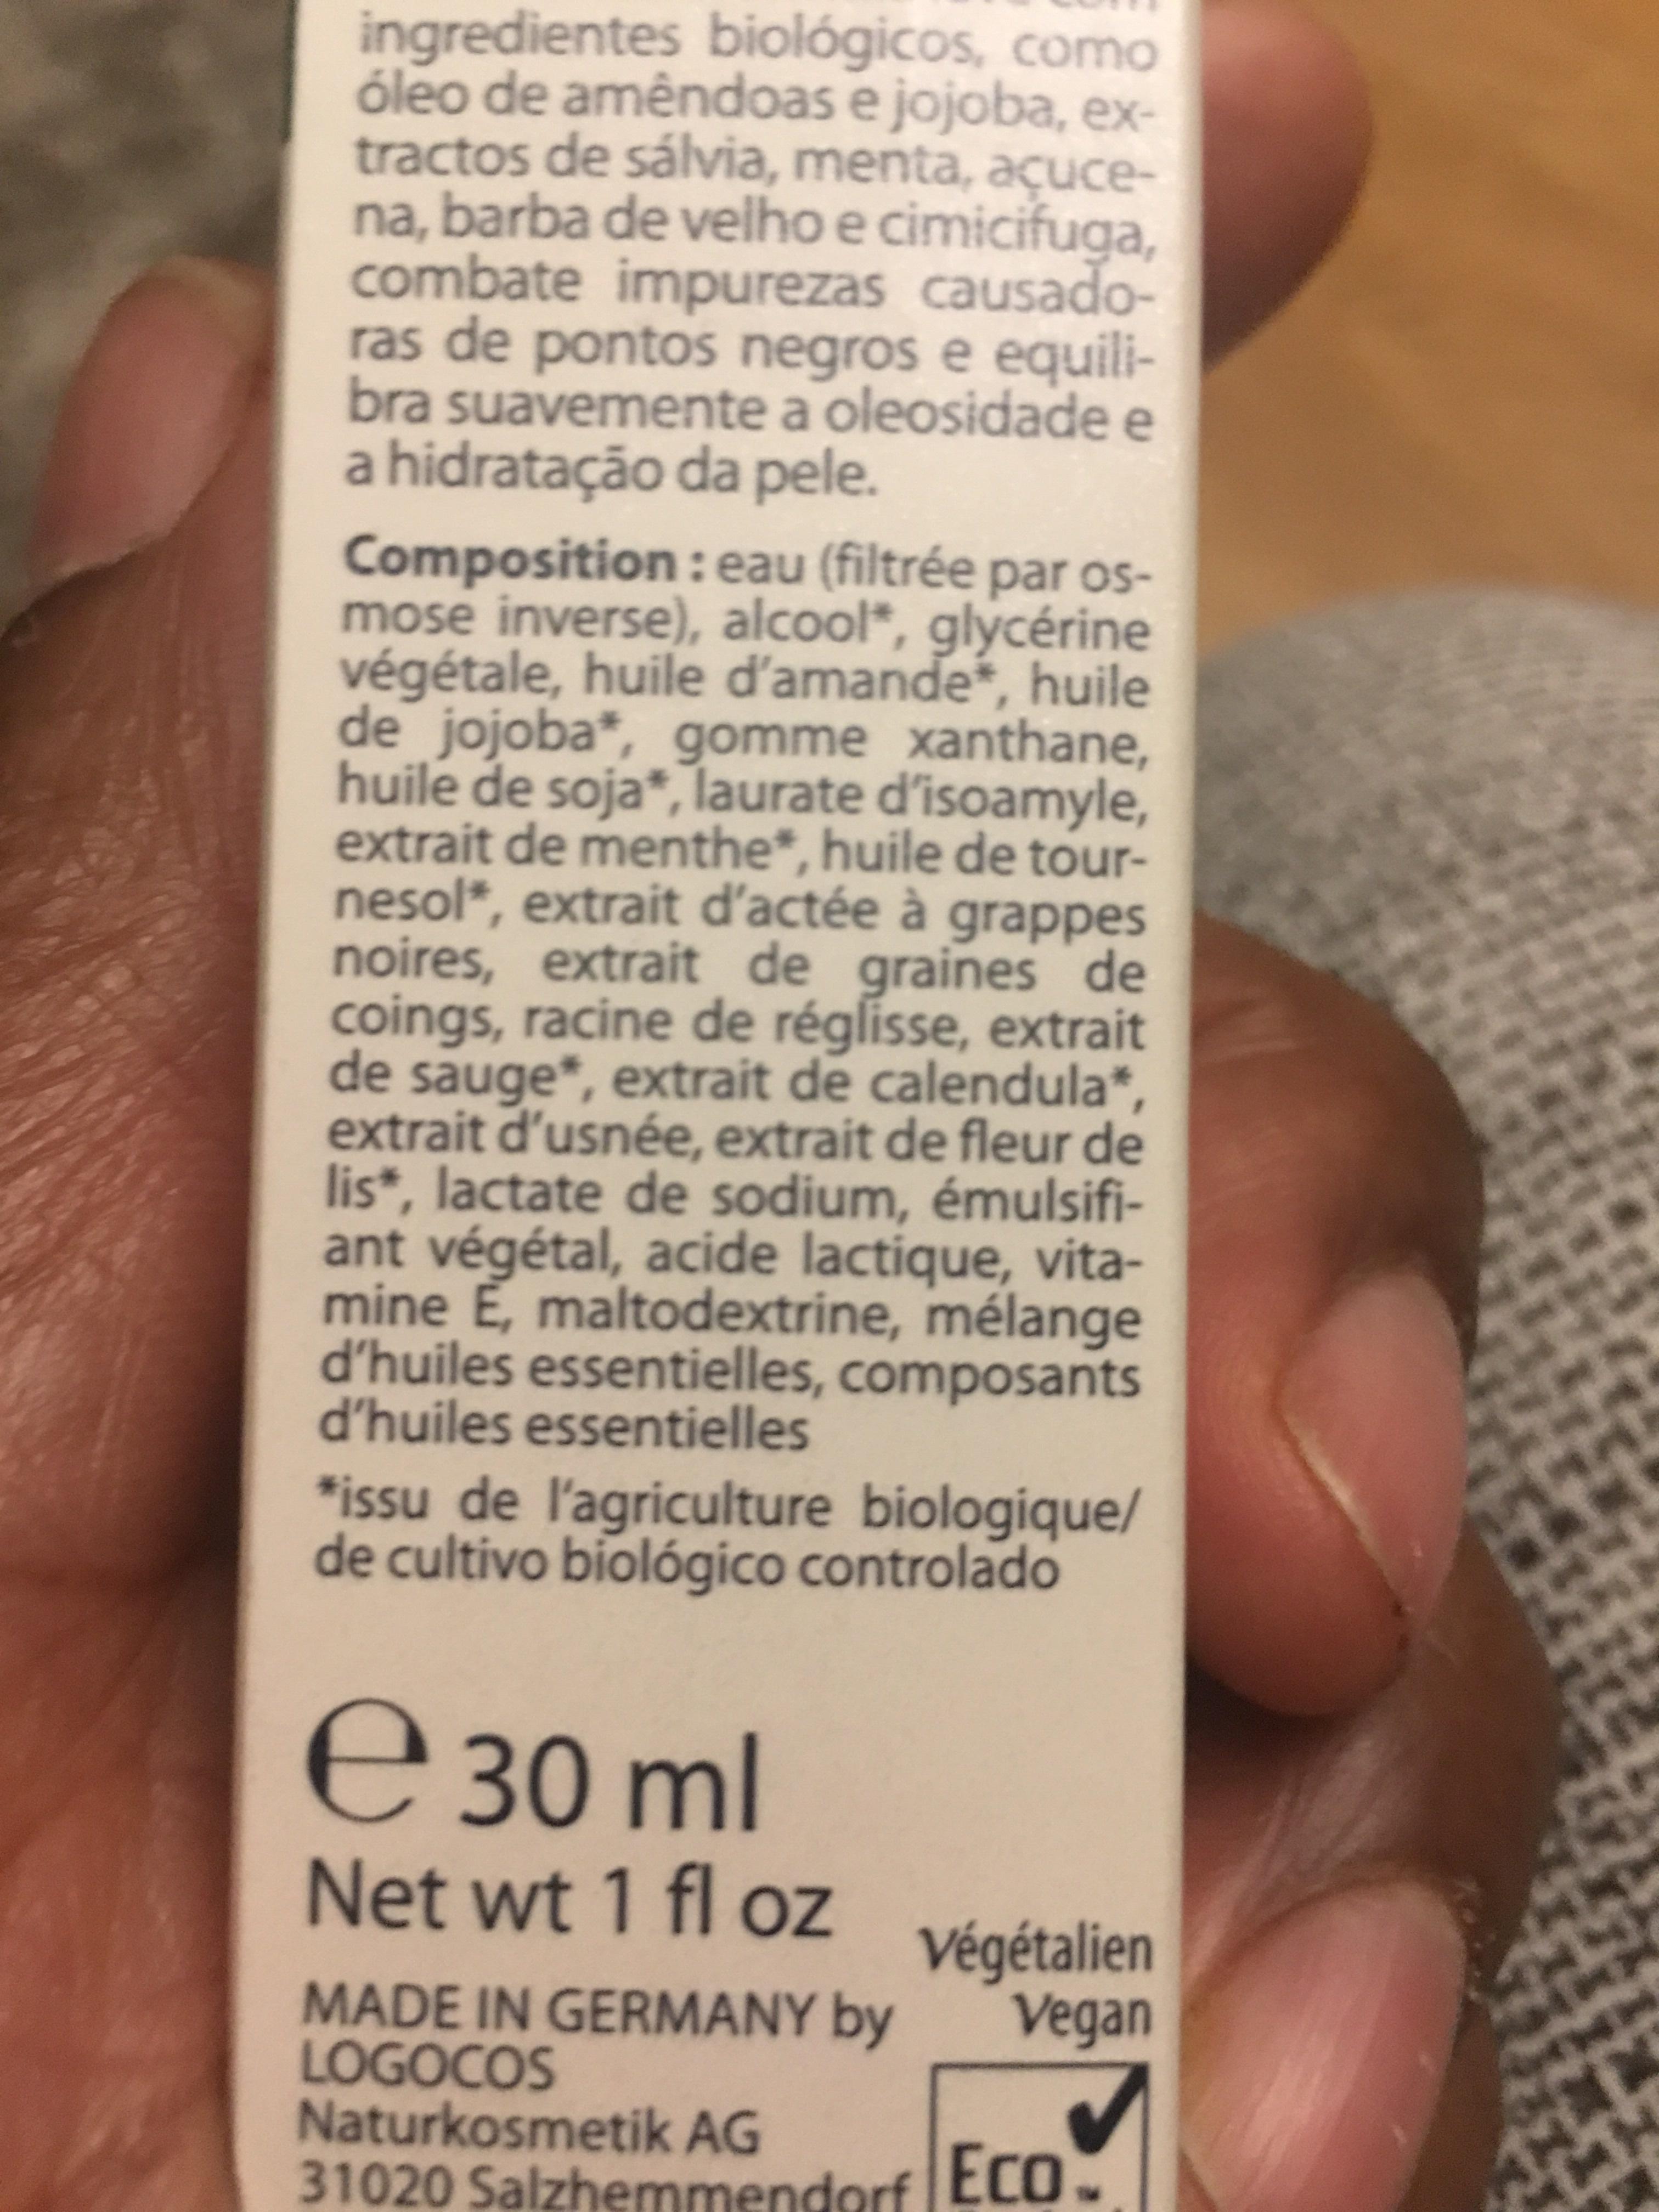 ingredientes biológicos, como
óleo de amêndoas e jojoba, ex-
tractos de sálvia, menta, açuce-
na, barba de velho e cimicifuga,
combate impurezas causado-
ras de pontos negros e equili-
bra suavemente a oleosidade e
a hidratação da pele.
Composition : eau (filtrée par os-
mose inverse), alcool*, glycérine
végétale, huile d'amande*, huile
de jojoba*, gomme xanthane,
huile de soja*, laurate d'isoamyle,
extrait de menthe*, huile de tour-
nesol*, extrait d'actée à grappes
noires, extrait de graines de
coings, racine de réglisse, extrait
de sauge*, extrait de calendula*,
extrait d'usnée, extrait de fleur de
lis*, lactate de sodium, émulsifi-
ant végétal, acide lactique, vita-
mine E, maltodextrine, mélange
d'huiles essentielles, composants
d'huiles essentielles
*issu de l'agriculture biologique/
de cultivo biológico controlado
e 30 ml
Net wt 1 fl oz
Végétalien
Vegan
MADE IN GERMANY by
LOGOCOS
Naturkosmetik AG
31020 Salzhemmendorf
Eco